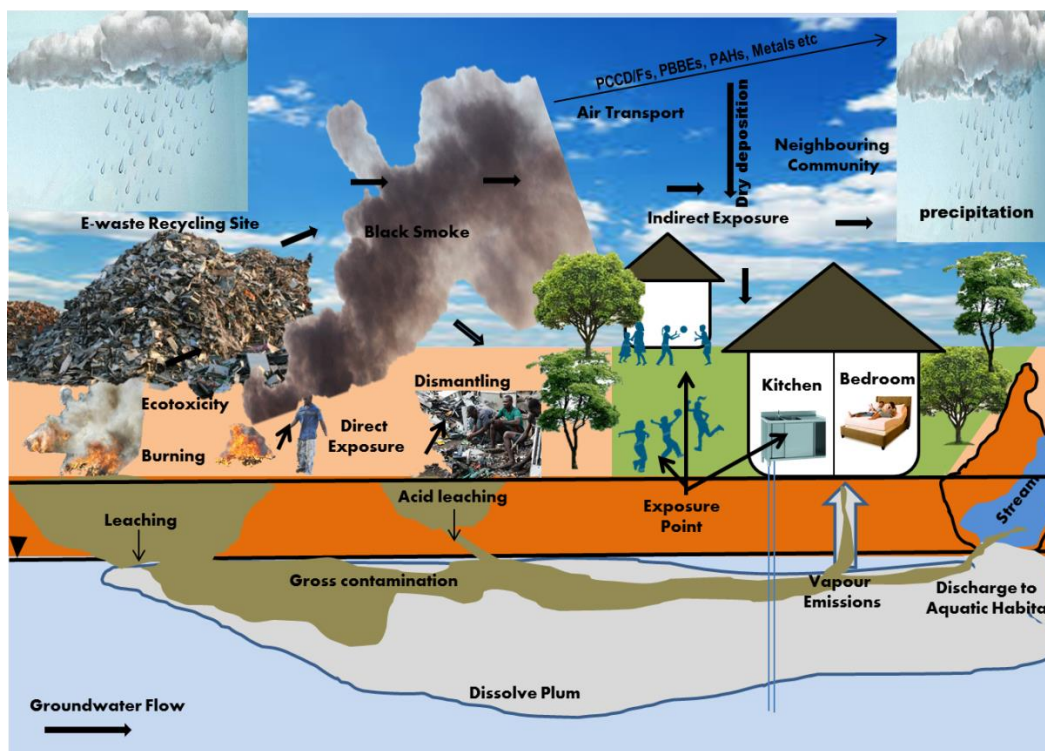 PCCD/Fs, PBBEs, PAHs, Metals etc
Air Transport
Dry deposition
Neighbouring
Community
E-waste Recycling Site
Black Smoke
Indirect Exposure
precipitation
Dismantling
Kitchen
Bedroom
Ecotoxicity
Direct
Exposure
Burning
Acid leaching
Exposure
Point
Stream
Leaching
Gross contamination
Vapour
Emissions
Discharge to
Aquatic Habita
Dissolve Plum
Groundwater Flow